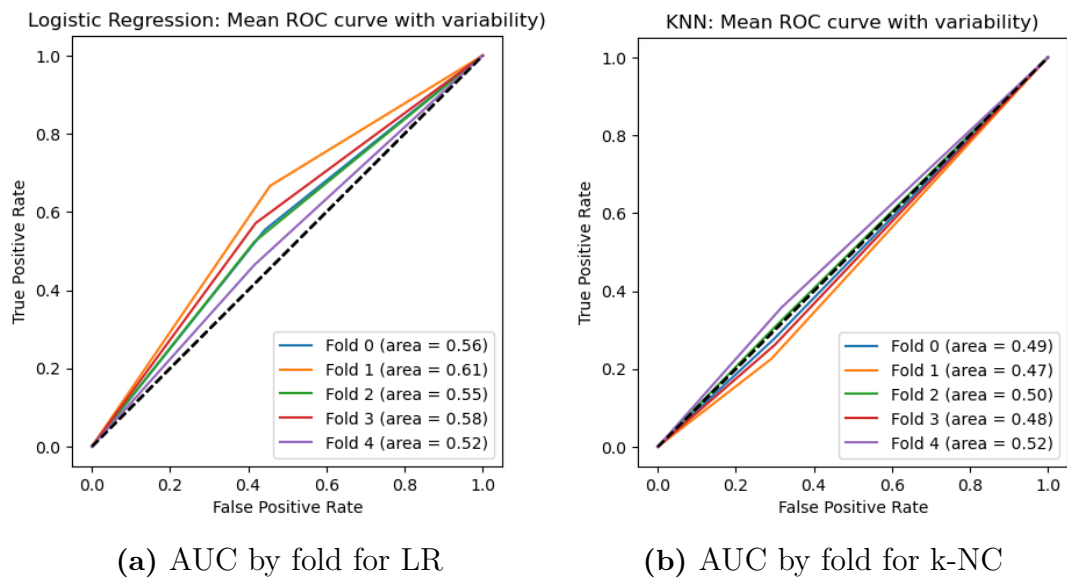 Logistic Regression: Mean ROC curve with variability)
True Positive Rate
1.0
0.8
0.6
0.4
0.2
0.0
Fold 0 (area = 0.56)
Fold 1 (area = 0.61)
Fold 2 (area = 0.55)
Fold 3 (area = 0.58)
Fold 4 (area = 0.52)
0.0 0.2 0.4 0.6 0.8 1.0
False Positive Rate
(a) AUC by fold for LR
KNN: Mean ROC curve with variability)
True Positive Rate
1.0
0.8
0.6
0.4
0.2
0.0
Fold 0 (area = 0.49)
Fold 1 (area = 0.47)
Fold 2 (area = 0.50)
Fold 3 (area = 0.48)
Fold 4 (area = 0.52)
0.0 0.2 0.4 0.6 0.8 1.0
False Positive Rate
(b) AUC by fold for k-NC